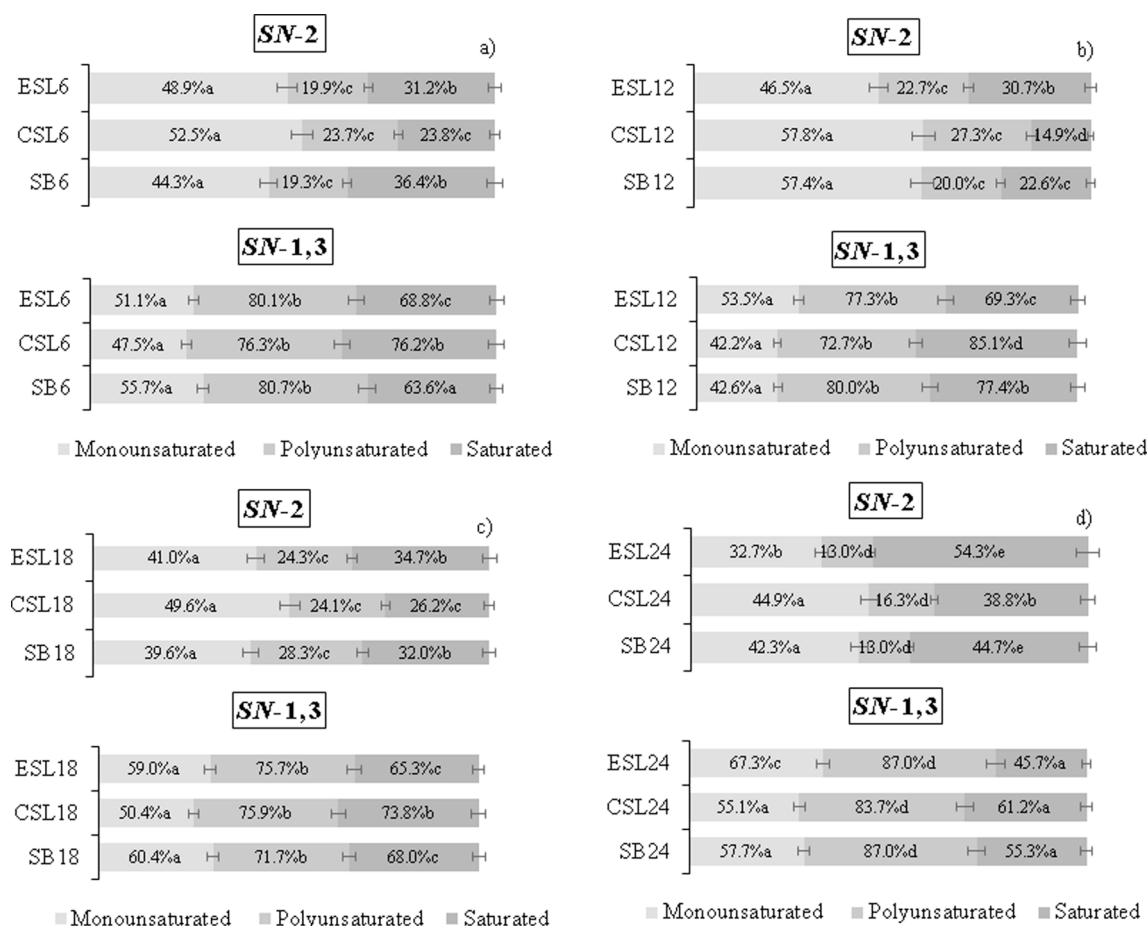 SN-2
a)
ESL6 48.9%a 19.9%c 31.2%b
CSL6 52.5%a 23.7%c 23.8%c
SB6 44.3%a 19.3%c 36.4%b
SN-1,3
ESL6 51.1%a 80.1%b 68.8%c
CSL6 47.5%a 76.3%b 76.2%b
SB6 55.7%a 80.7%b 63.6%a
Monounsaturated Polyunsaturated Saturated
SN-2
b)
ESL12 46.5%a 22.7%c 30.7%b
CSL12 57.8%a 27.3%c 14.9%d
SB12 57.4%a 20.0%c 22.6%c
SN-1,3
ESL12 53.5%a 77.3%b 69.3%c
CSL12 42.2%a 72.7%b 85.1%d
SB12 42.6%a 80.0%b 77.4%b
Monounsaturated Polyunsaturated Saturated
SN-2
c)
ESL18 41.0%a 24.3%c 34.7%b
CSL18 49.6%a 24.1%c 26.2%c
SB18 39.6%a 28.3%c 32.0%b
SN-1,3
ESL18 59.0%a 75.7%b 65.3%c
CSL18 50.4%a 75.9%b 73.8%b
SB18 60.4%a 71.7%b 68.0%c
Monounsaturated Polyunsaturated Saturated
SN-2
d)
ESL24 32.7%b 13.0%d 54.3%e
CSL24 44.9%a 16.3%d 38.8%b
SB24 42.3%a 13.0%d 44.7%e
SN-1,3
ESL24 67.3%c 87.0%d 45.7%a
CSL24 55.1%a 83.7%d 61.2%a
SB24 57.7%a 87.0%d 55.3%a
Monounsaturated Polyunsaturated Saturated